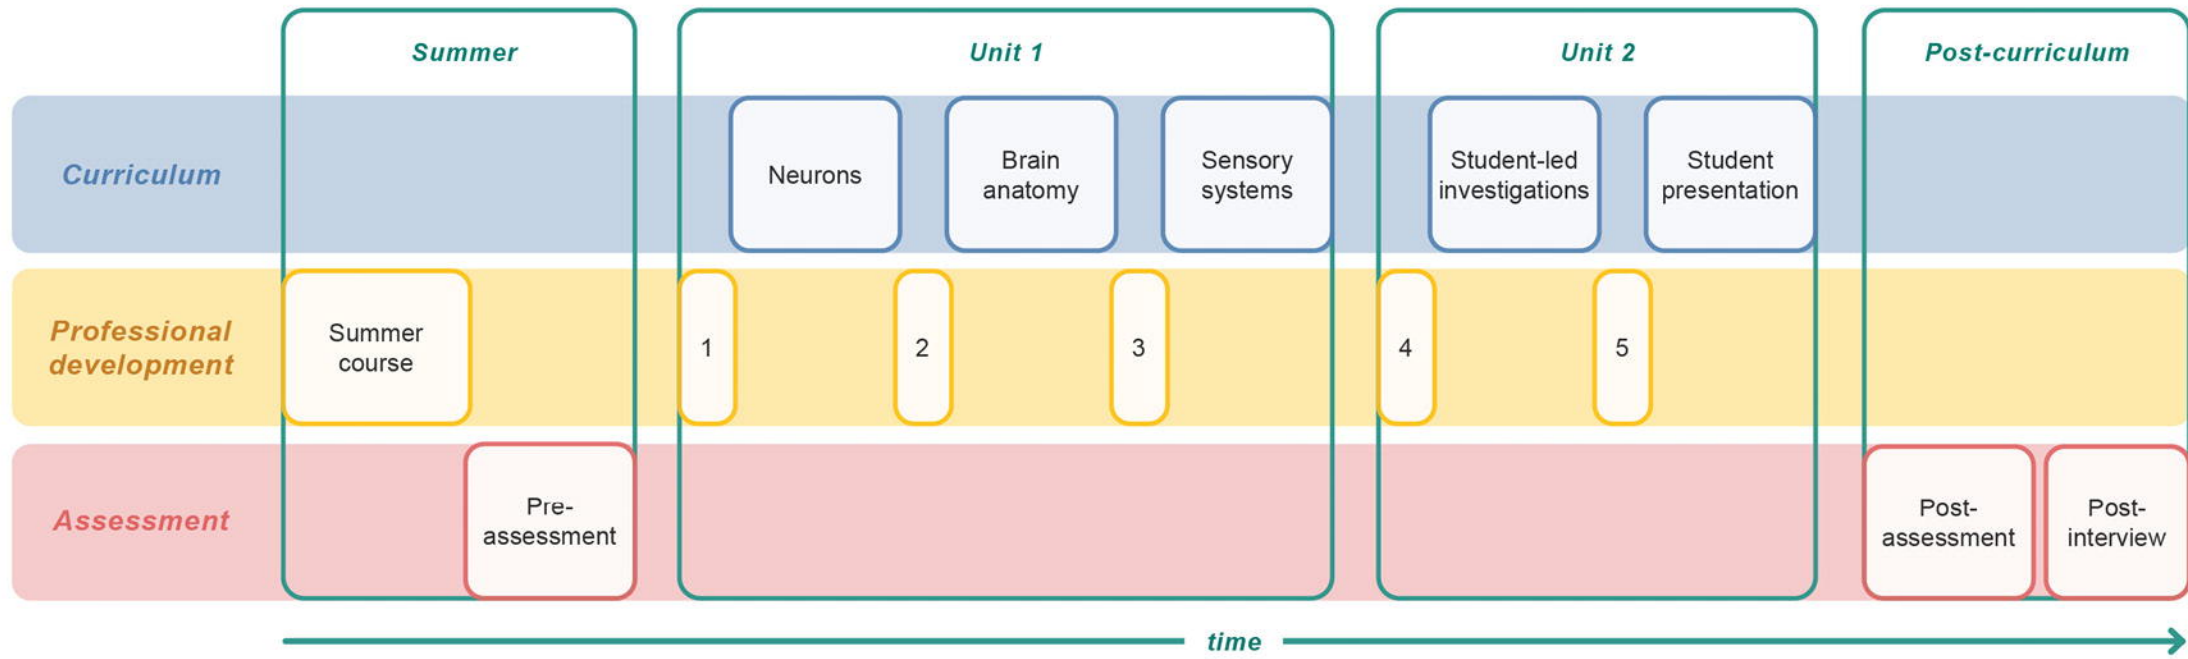 Summer
Unit 1
Unit 2
Post-curriculum
Curriculum
Neurons
Brain
anatomy
Sensory
systems
Student-led
investigations
Student
presentation
Professional
development
Summer
course
1
2
3
4
5
Assessment
Pre-
assessment
Post-
assessment
Post-
interview
time